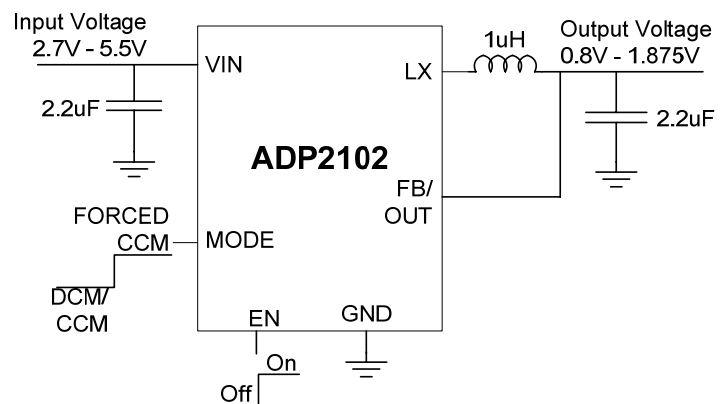 Input Voltage
2.7V - 5.5V
2.2uF
VIN
LX
1uH
Output Voltage
0.8V - 1.875V
2.2uF
ADP2102
FB/
OUT
FORCED
CCM
MODE
DCM/
CCM
EN
GND
On
Off